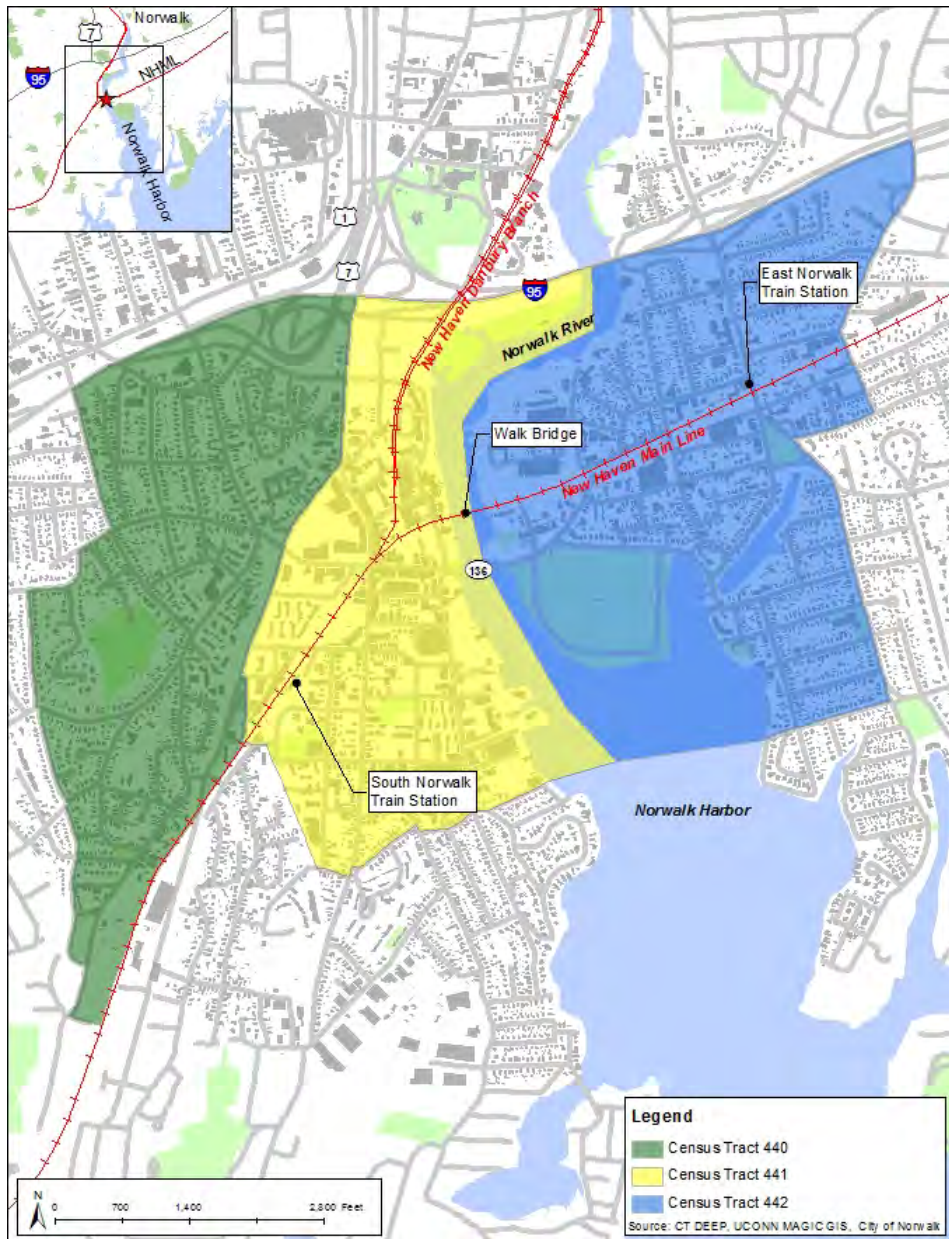 Norwalk
7
95
NHML
Norwalk Harbor
1
7
New Haven Danbury Branch
95
Norwalk River
East Norwalk
Train Station
Walk Bridge
New Haven Main Line
136
South Norwalk
Train Station
Norwalk Harbor
Legend
Census Tract 440
Census Tract 441
Census Tract 442
Source: CT DEEP, UCONN MAGIC GIS, City of Norwalk
N
0 700 1,400 2,800 Feet